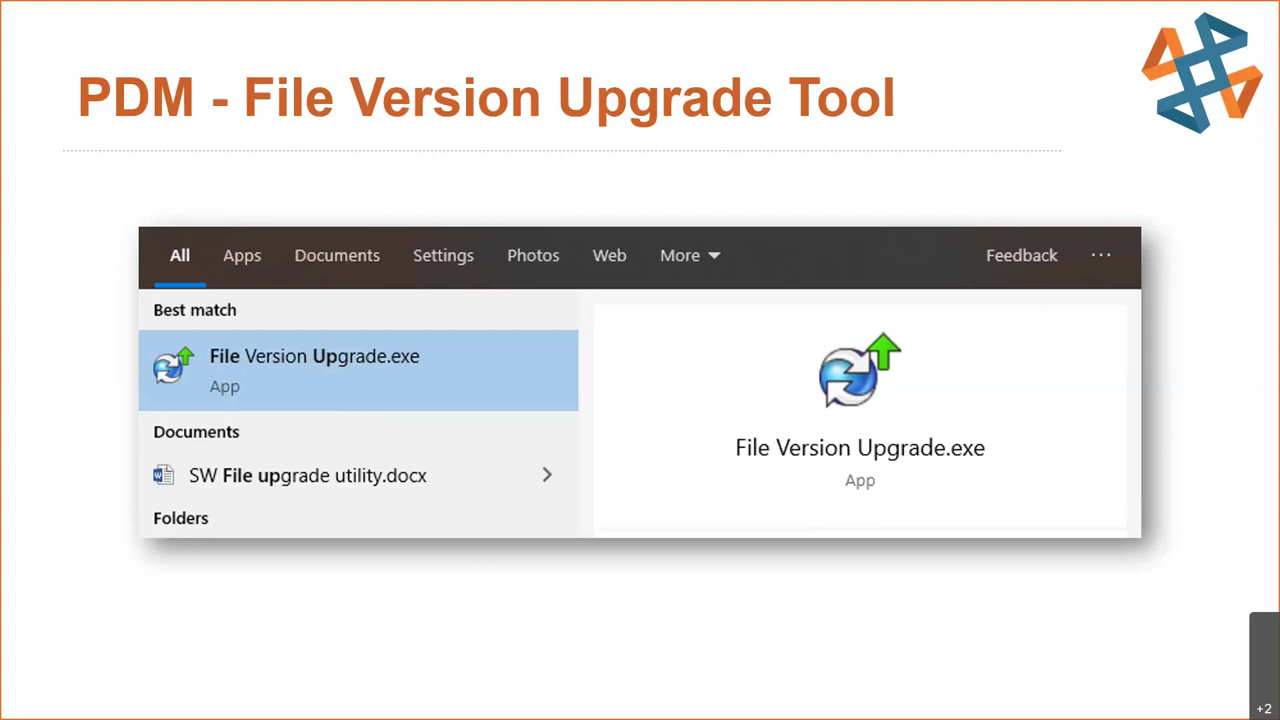 PDM - File Version Upgrade Tool
All Apps Documents Settings Photos Web More Feedback ...
Best match
File Version Upgrade.exe
App
Documents
SW File upgrade utility.docx
Folders
File Version Upgrade.exe
App
+2